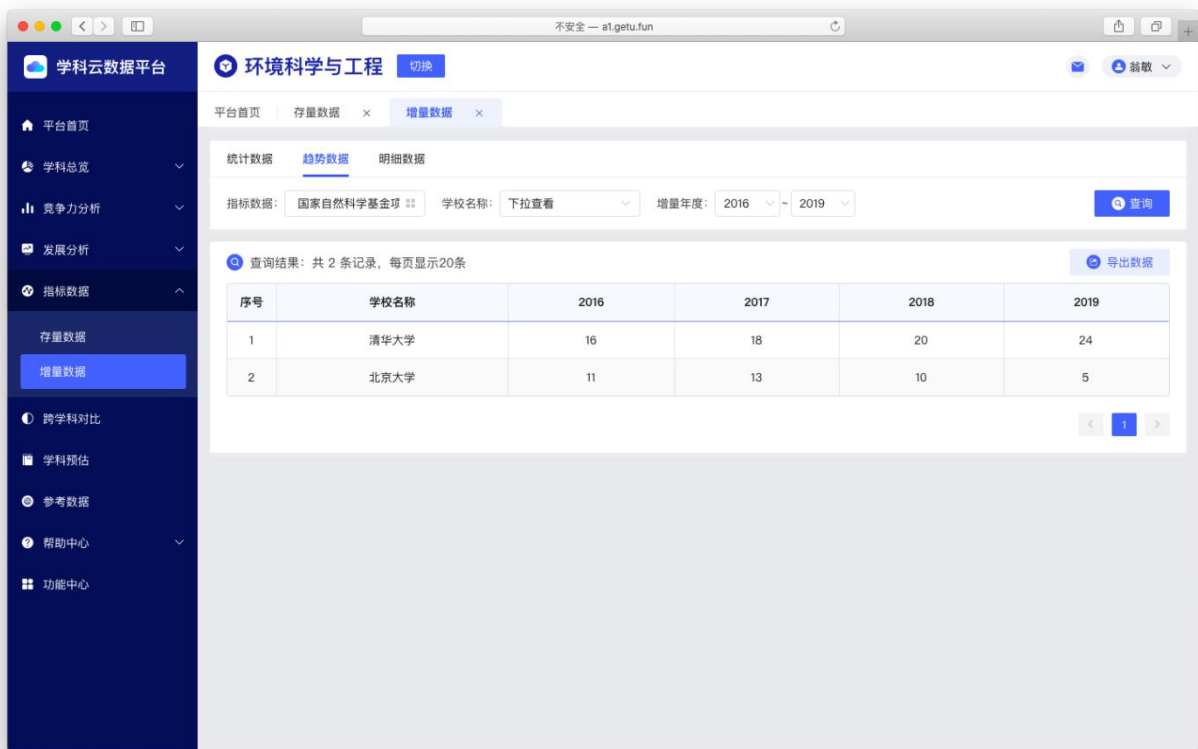 不安全 — a1.getu.fun
学科云数据平台
环境科学与工程 切换
翁敏
平台首页 存量数据 × 增量数据 ×
平台首页
学科总览
竞争力分析
发展分析
指标数据
存量数据
增量数据
跨学科对比
学科预估
参考数据
帮助中心
功能中心
统计数据 趋势数据 明细数据
指标数据: 国家自然科学基金项 学校名称: 下拉查看 增量年度: 2016 ~ 2019 查询
查询结果: 共 2 条记录, 每页显示20条 导出数据
序号 学校名称 2016 2017 2018 2019
1 清华大学 16 18 20 24
2 北京大学 11 13 10 5
1